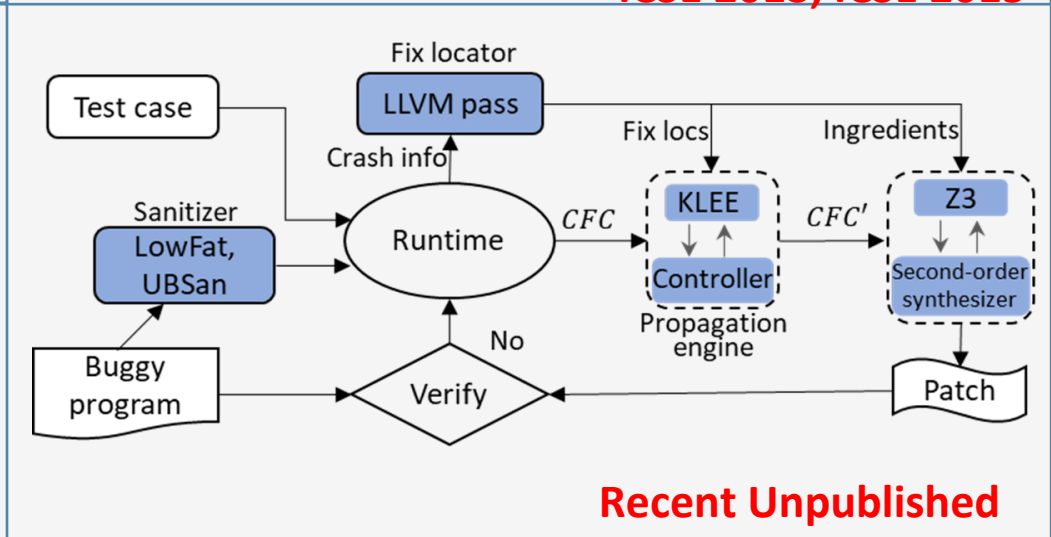 Fix locator
Test case
LLVM pass
Fix locs
Ingredients
Crash info
Sanitizer
LowFat,
UBSan
Runtime
CFC
KLEE
Controller
CFC′
Z3
Second-order
synthesizer
Propagation
engine
No
Buggy
program
Verify
Patch
Recent Unpublished